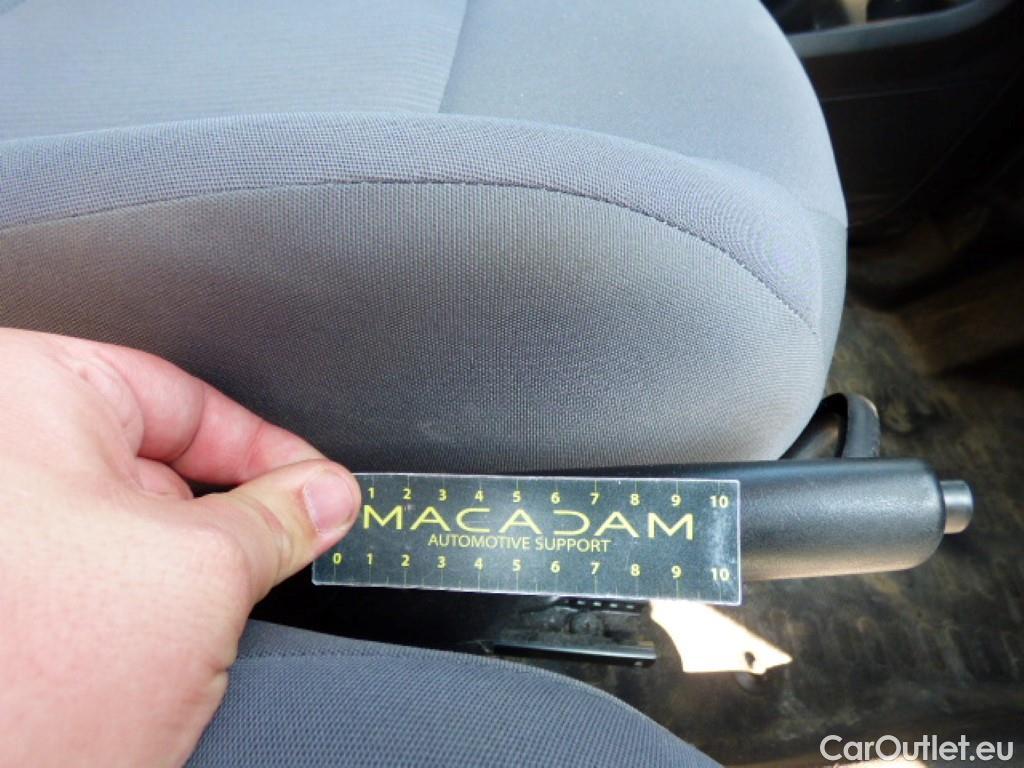 1 2 3 4 5 6 7 8 9 10
MACADAM
AUTOMOTIVE SUPPORT
0 1 2 3 4 5 6 7 8 9 10
CarOutlet.eu